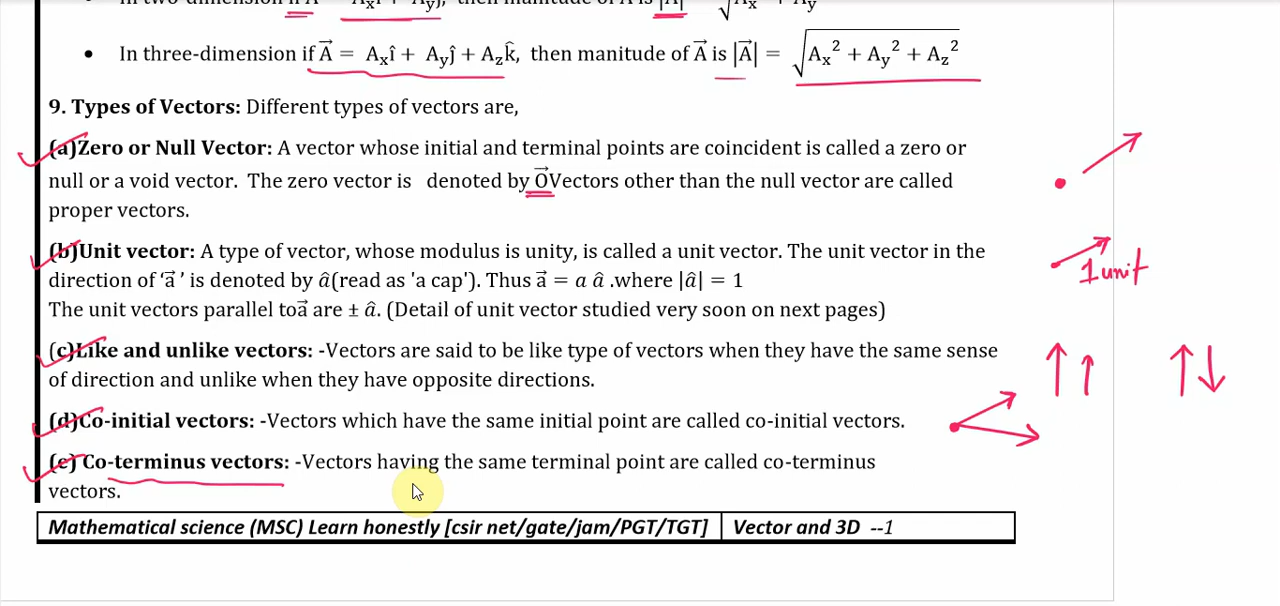 In three-dimension if A⃗ = Aₓî + Aᵧĵ + A_z k̂, then manitude of A⃗ is |A⃗| = √(Aₓ² + Aᵧ² + A_z²)
9. Types of Vectors: Different types of vectors are,
(a)Zero or Null Vector: A vector whose initial and terminal points are coincident is called a zero or
null or a void vector. The zero vector is denoted by O⃗Vectors other than the null vector are called
proper vectors.
(b)Unit vector: A type of vector, whose modulus is unity, is called a unit vector. The unit vector in the
1 unit
direction of 'a⃗ ' is denoted by â(read as 'a cap'). Thus a⃗ = a â .where |â| = 1
The unit vectors parallel toa⃗ are ± â. (Detail of unit vector studied very soon on next pages)
(c)Like and unlike vectors: -Vectors are said to be like type of vectors when they have the same sense
of direction and unlike when they have opposite directions.
(d)Co-initial vectors: -Vectors which have the same initial point are called co-initial vectors.
(e) Co-terminus vectors: -Vectors having the same terminal point are called co-terminus
vectors.
Mathematical science (MSC) Learn honestly [csir net/gate/jam/PGT/TGT] Vector and 3D --1